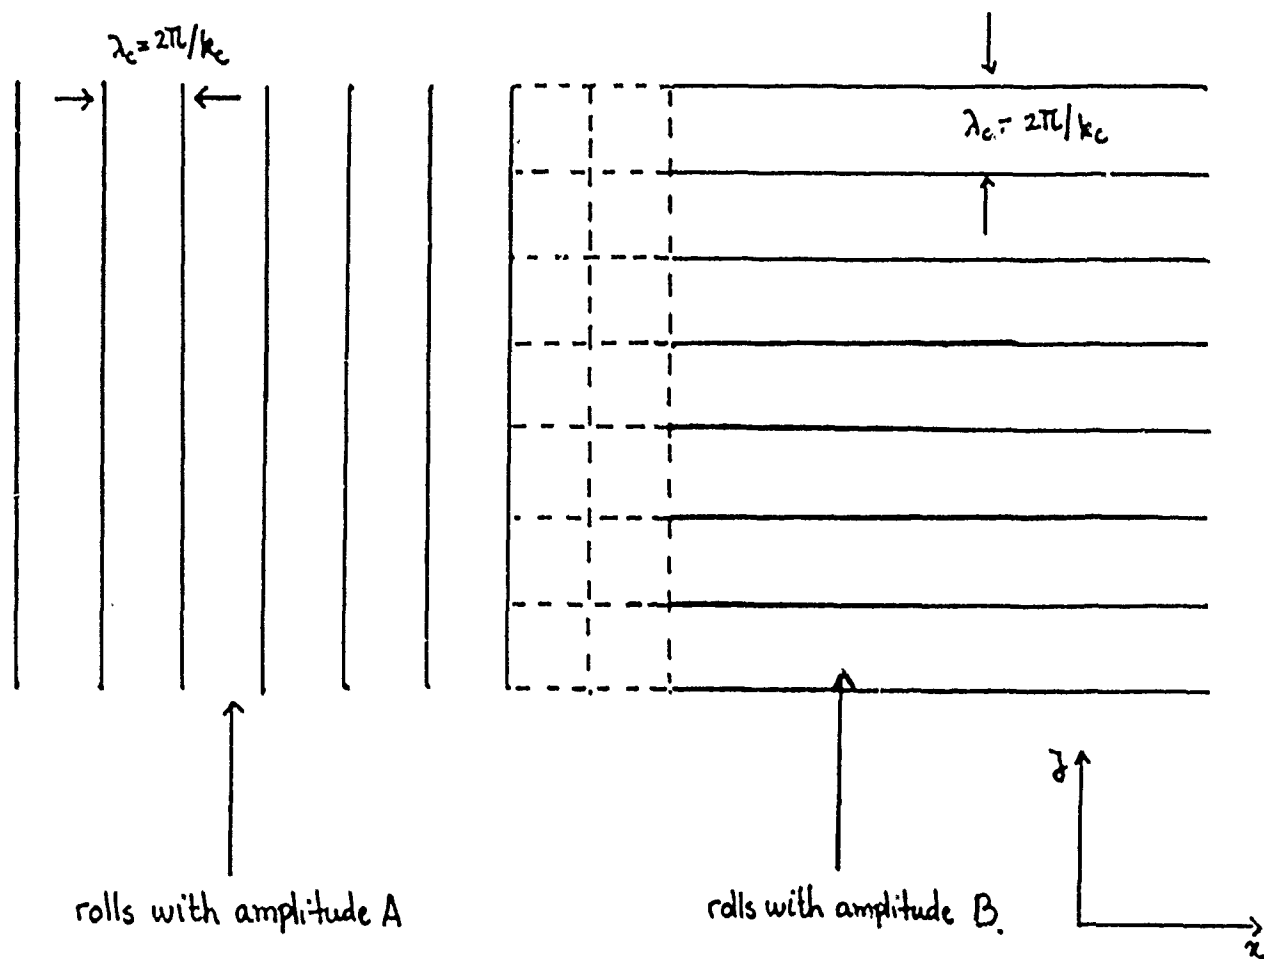 λc = 2π/kc
λc = 2π/kc
rolls with amplitude A
rolls with amplitude B.
y
x